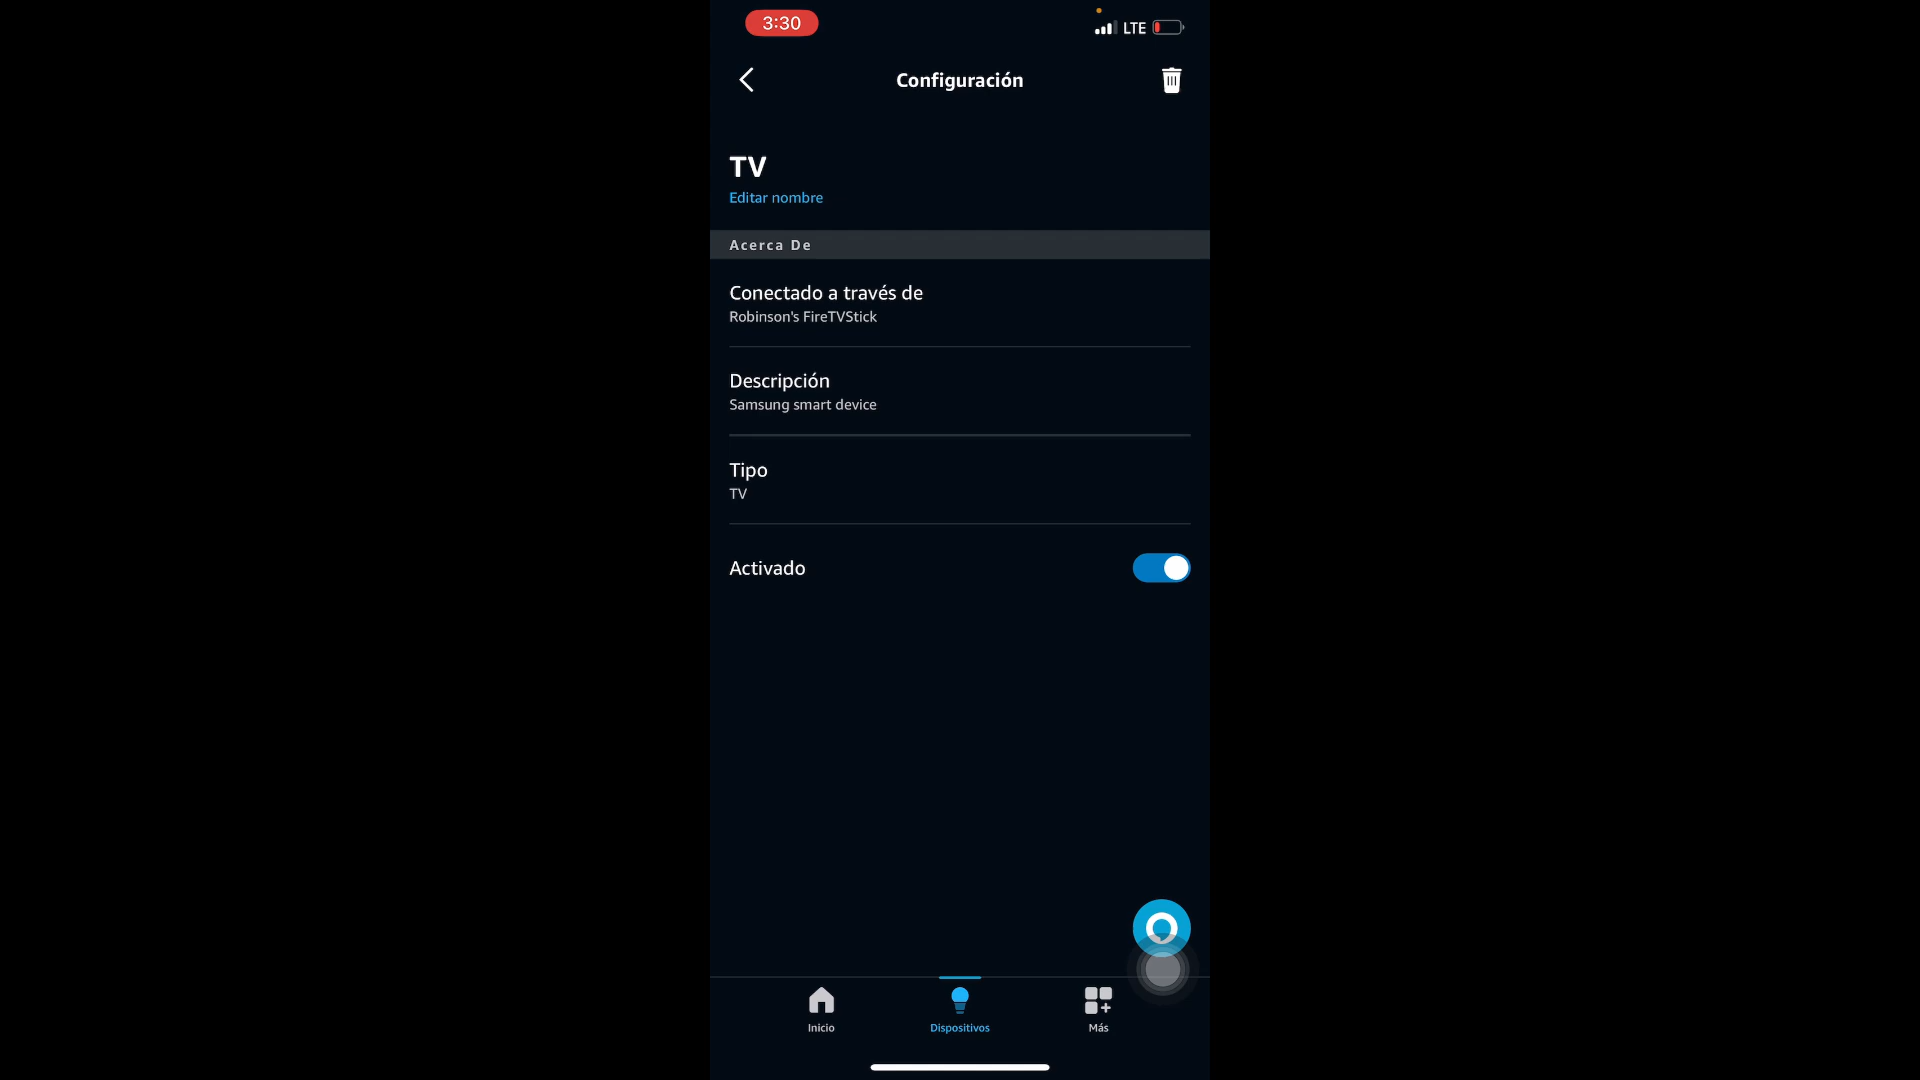 3:30
LTE
Configuración
TV
Editar nombre
Acerca De
Conectado a través de
Robinson's FireTVStick
Descripción
Samsung smart device
Tipo
TV
Activado
Inicio
Dispositivos
Más